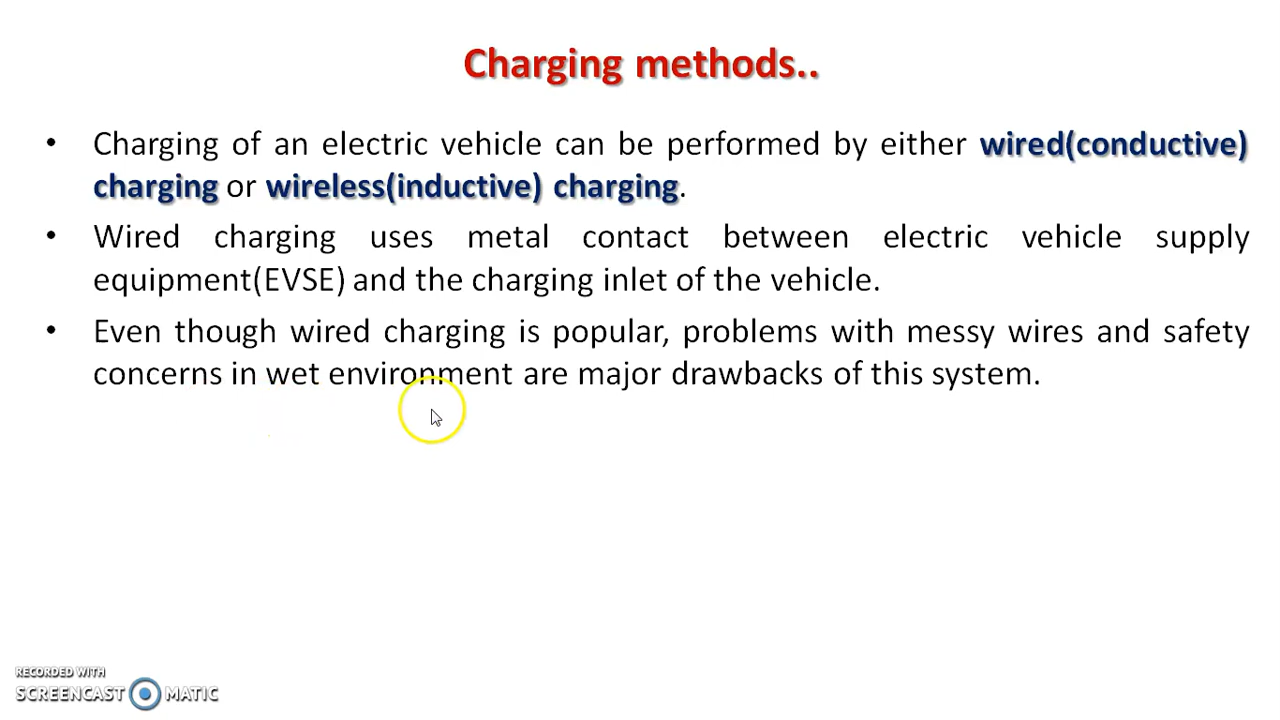 Charging methods..
• Charging of an electric vehicle can be performed by either wired(conductive)
charging or wireless(inductive) charging.
• Wired charging uses metal contact between electric vehicle supply
equipment(EVSE) and the charging inlet of the vehicle.
• Even though wired charging is popular, problems with messy wires and safety
concerns in wet environment are major drawbacks of this system.
RECORDED WITH
SCREENCAST MATIC